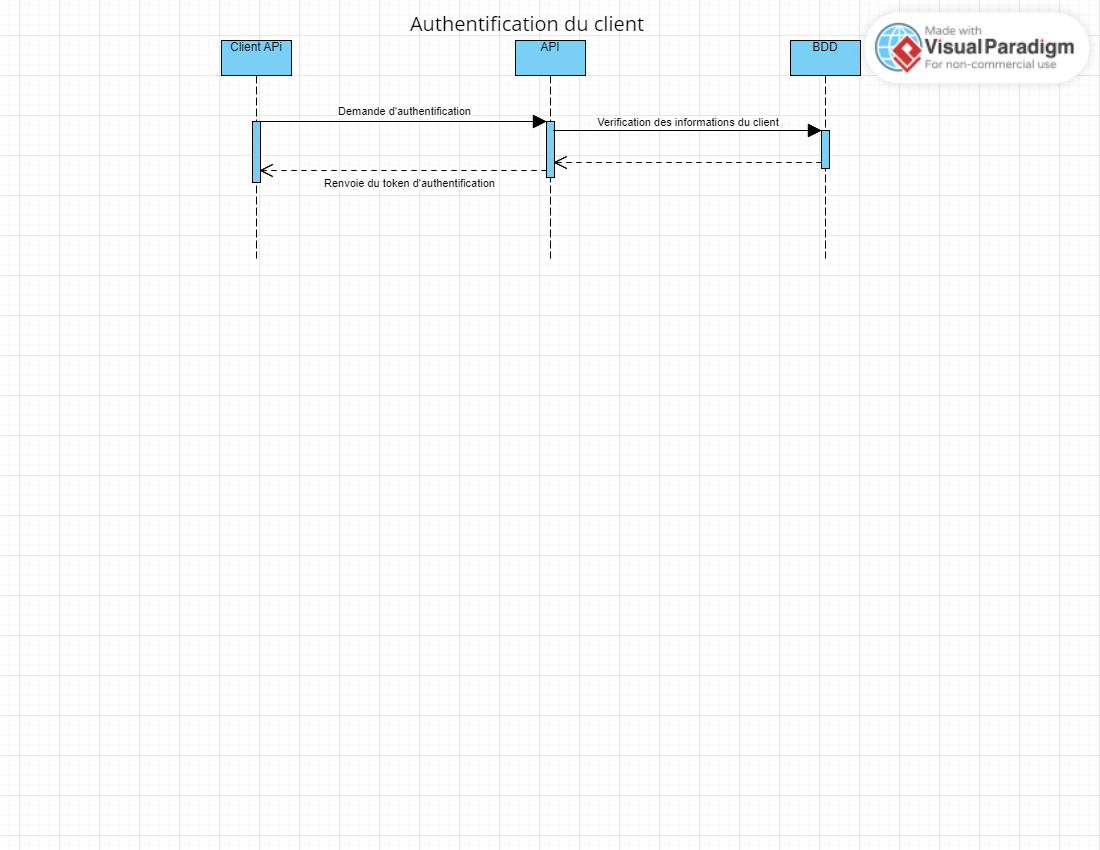 Authentification du client
Made with
Visual Paradigm
For non-commercial use
Client APi
API
BDD
Demande d'authentification
Verification des informations du client
Renvoie du token d'authentification